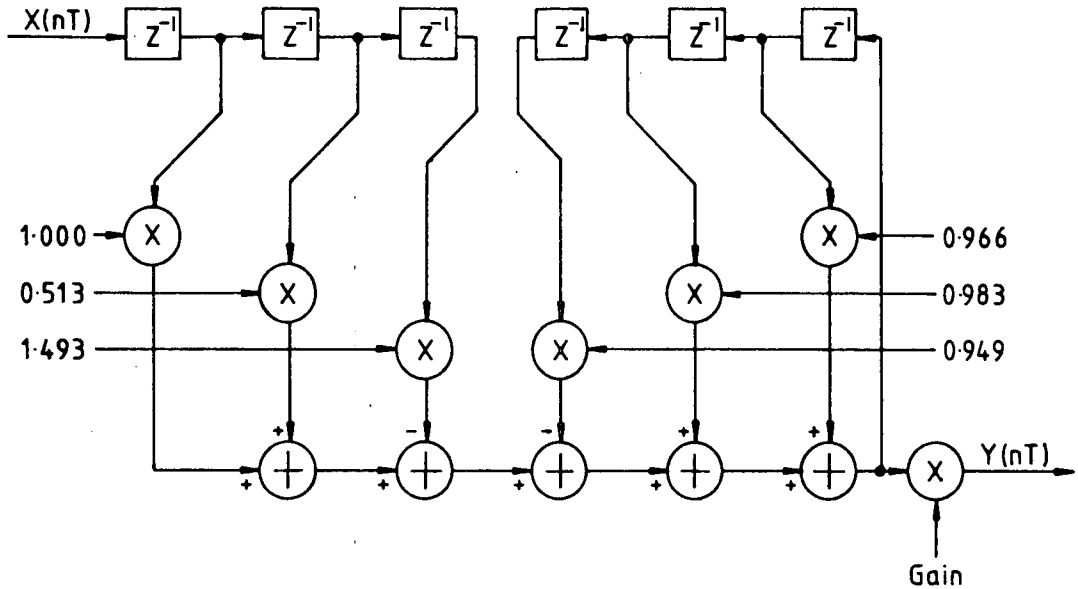 X(nT)
Z⁻¹ Z⁻¹ Z⁻¹ Z⁻¹ Z⁻¹ Z⁻¹
1·000 X X 0·966
0·513 X X 0·983
1·493 X X 0·949
+ - - + +
+ + + + + X Y(nT)
+ + + + +
Gain